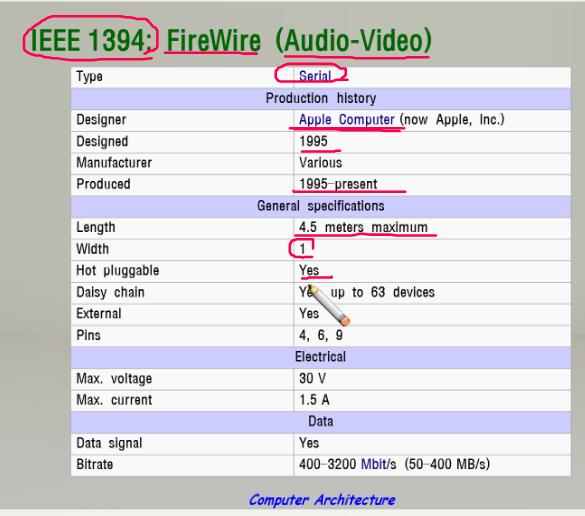 IEEE 1394: FireWire (Audio-Video)
Type Serial
Production history
Designer Apple Computer (now Apple, Inc.)
Designed 1995
Manufacturer Various
Produced 1995-present
General specifications
Length 4.5 meters maximum
Width 1
Hot pluggable Yes
Daisy chain up to 63 devices
External Yes
Pins 4, 6, 9
Electrical
Max. voltage 30 V
Max. current 1.5 A
Data
Data signal Yes
Bitrate 400-3200 Mbit/s (50-400 MB/s)
Computer Architecture